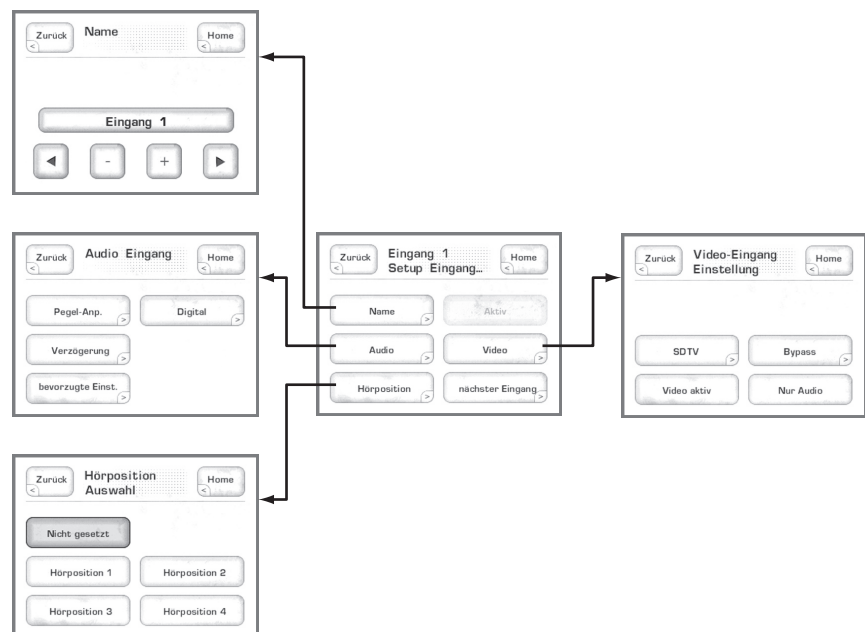 Zurück
<
Name
Home
<
Eingang 1
-
+
Zurück
<
Audio Eingang
Home
<
Pegel-Anp.
>
Digital
>
Verzögerung
>
bevorzugte Einst.
>
Zurück
<
Eingang 1
Setup Eingang...
Home
<
Name
>
Aktiv
Audio
>
Video
>
Hörposition
>
nächster Eingang
>
Zurück
<
Video-Eingang
Einstellung
Home
<
SDTV
>
Bypass
>
Video aktiv
Nur Audio
Zurück
<
Hörposition
Auswahl
Home
<
Nicht gesetzt
Hörposition 1
Hörposition 2
Hörposition 3
Hörposition 4